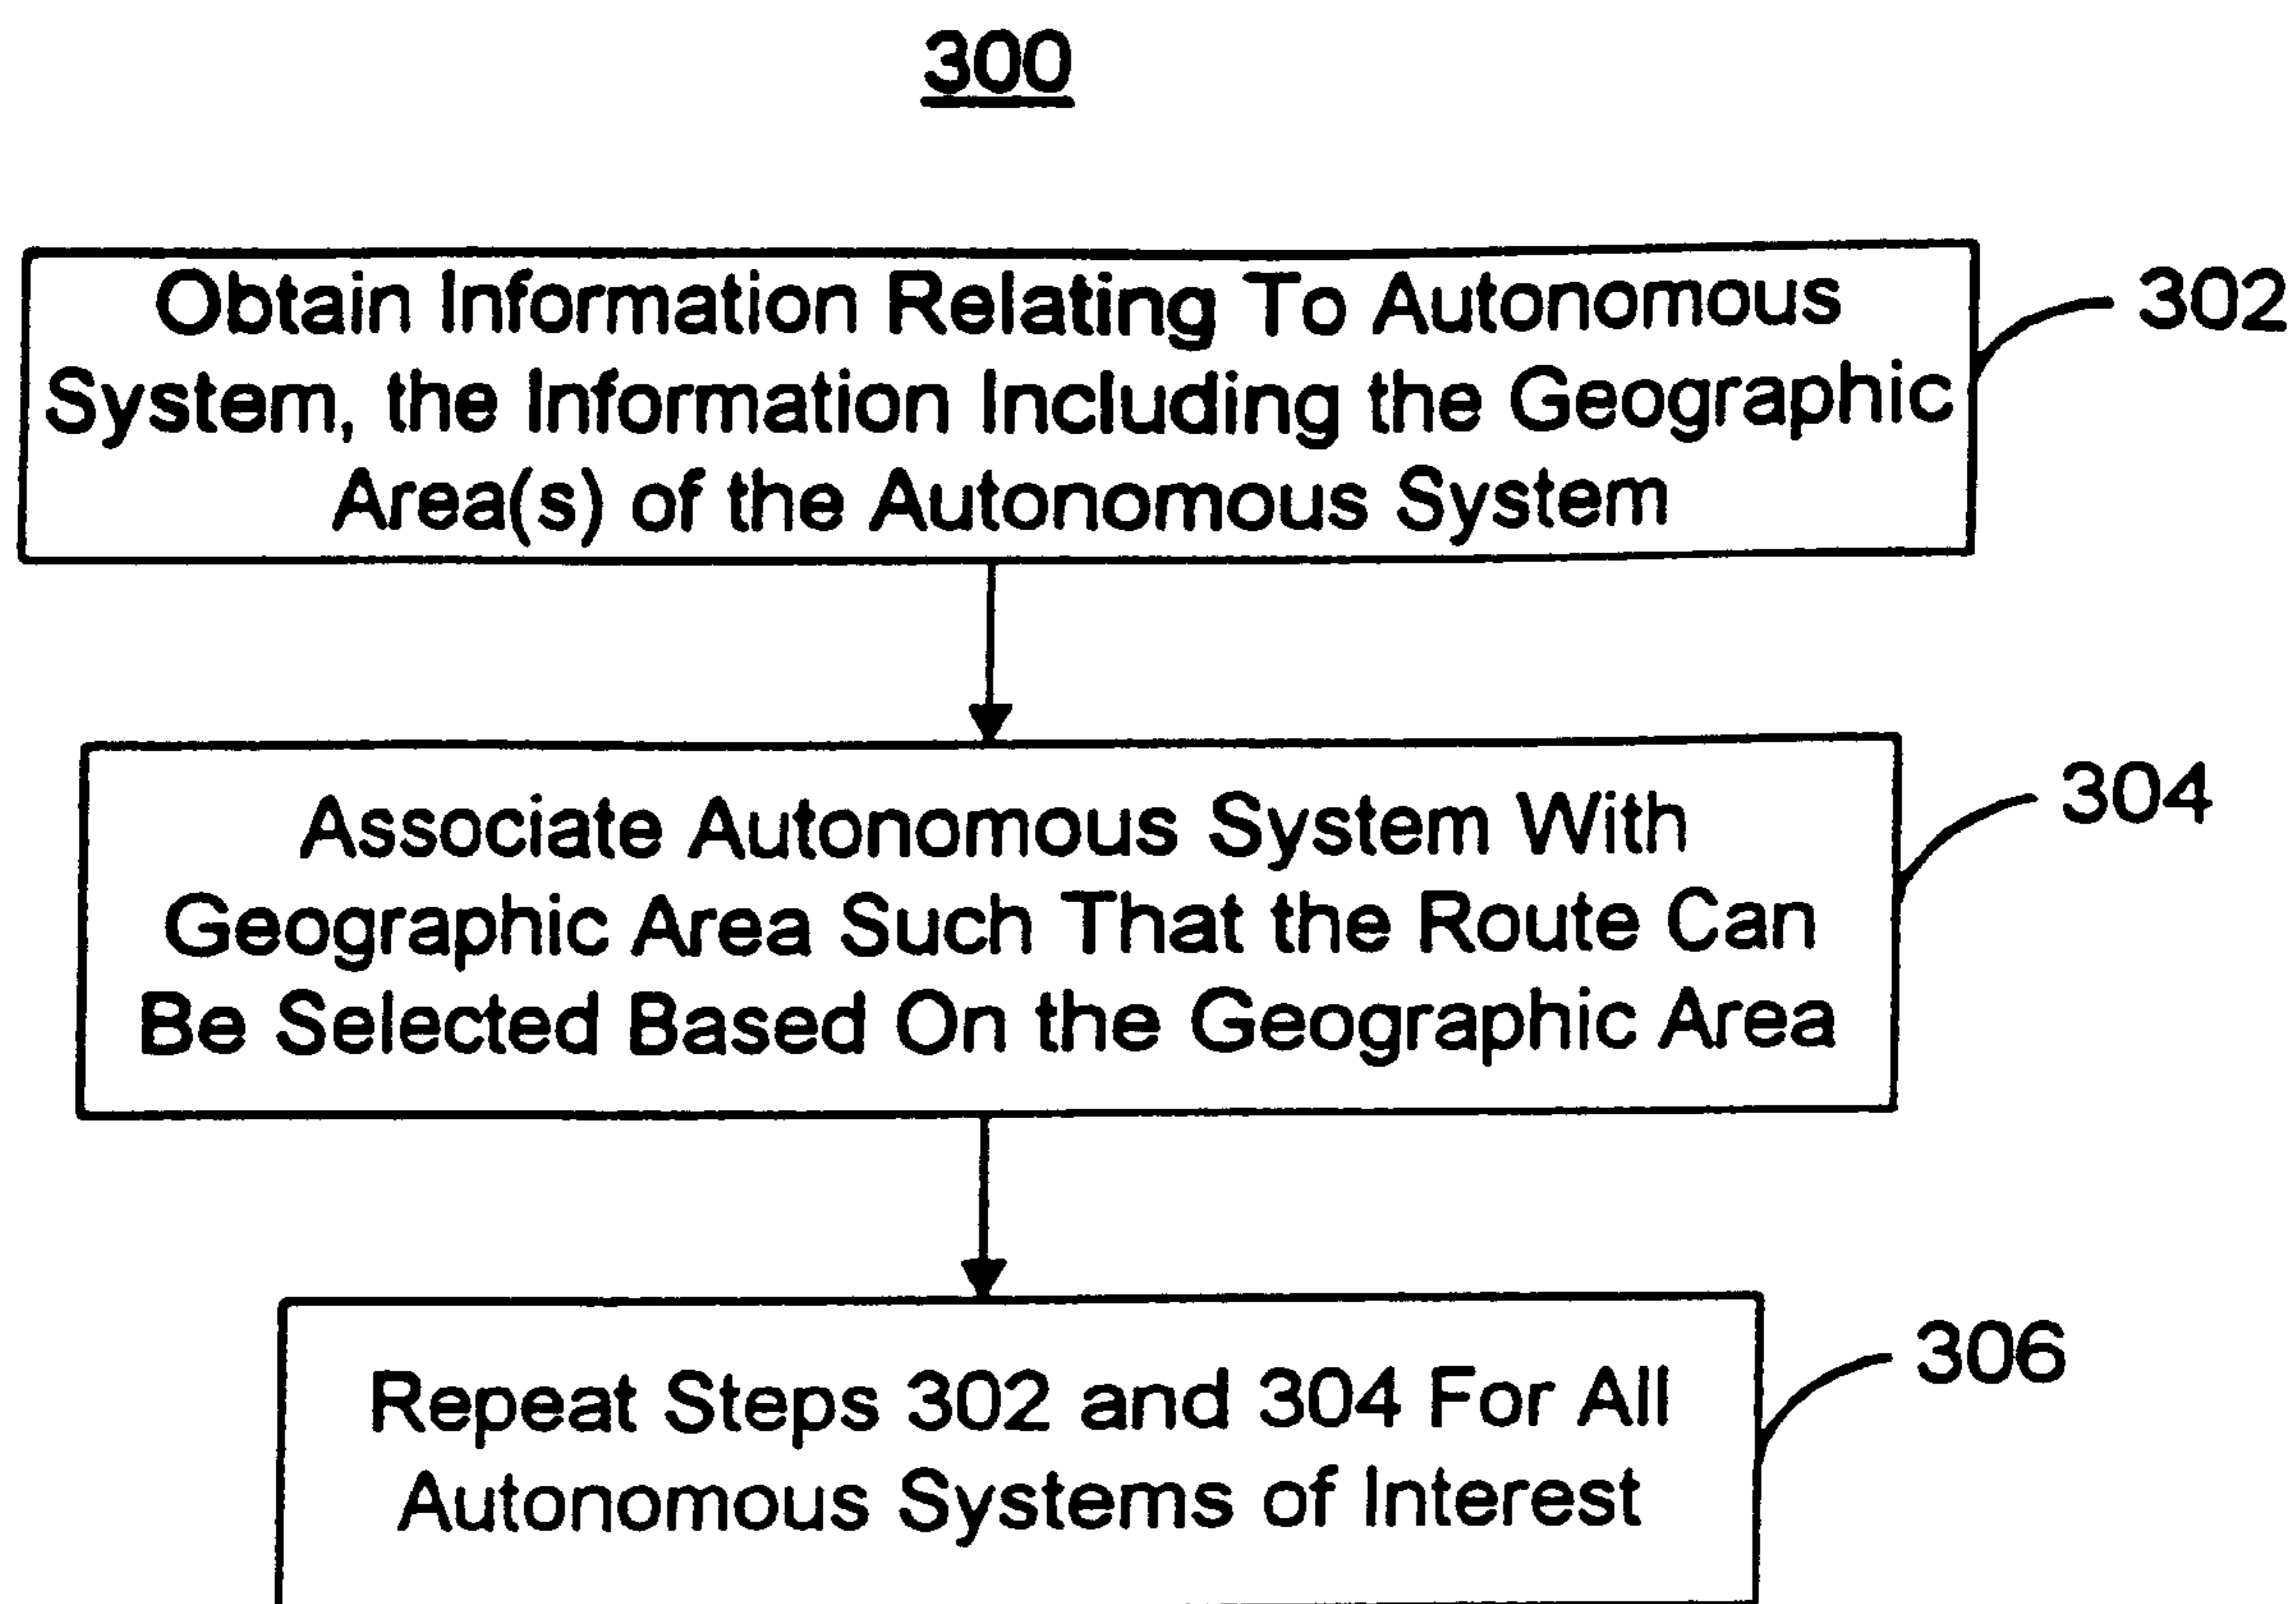 300
Obtain Information Relating To Autonomous
System, the Information Including the Geographic
Area(s) of the Autonomous System
302
Associate Autonomous System With
Geographic Area Such That the Route Can
Be Selected Based On the Geographic Area
304
Repeat Steps 302 and 304 For All
Autonomous Systems of Interest
306